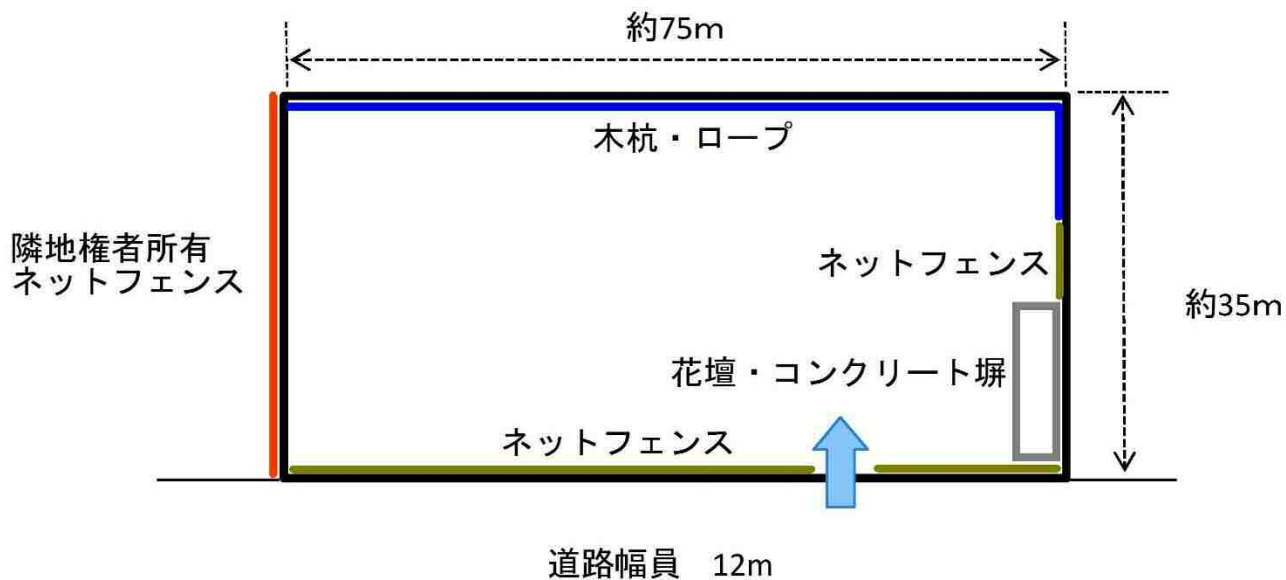 約75m
木杭・ロープ
隣地権者所有
ネットフェンス
ネットフェンス
約35m
花壇・コンクリート塀
ネットフェンス
道路幅員　12m